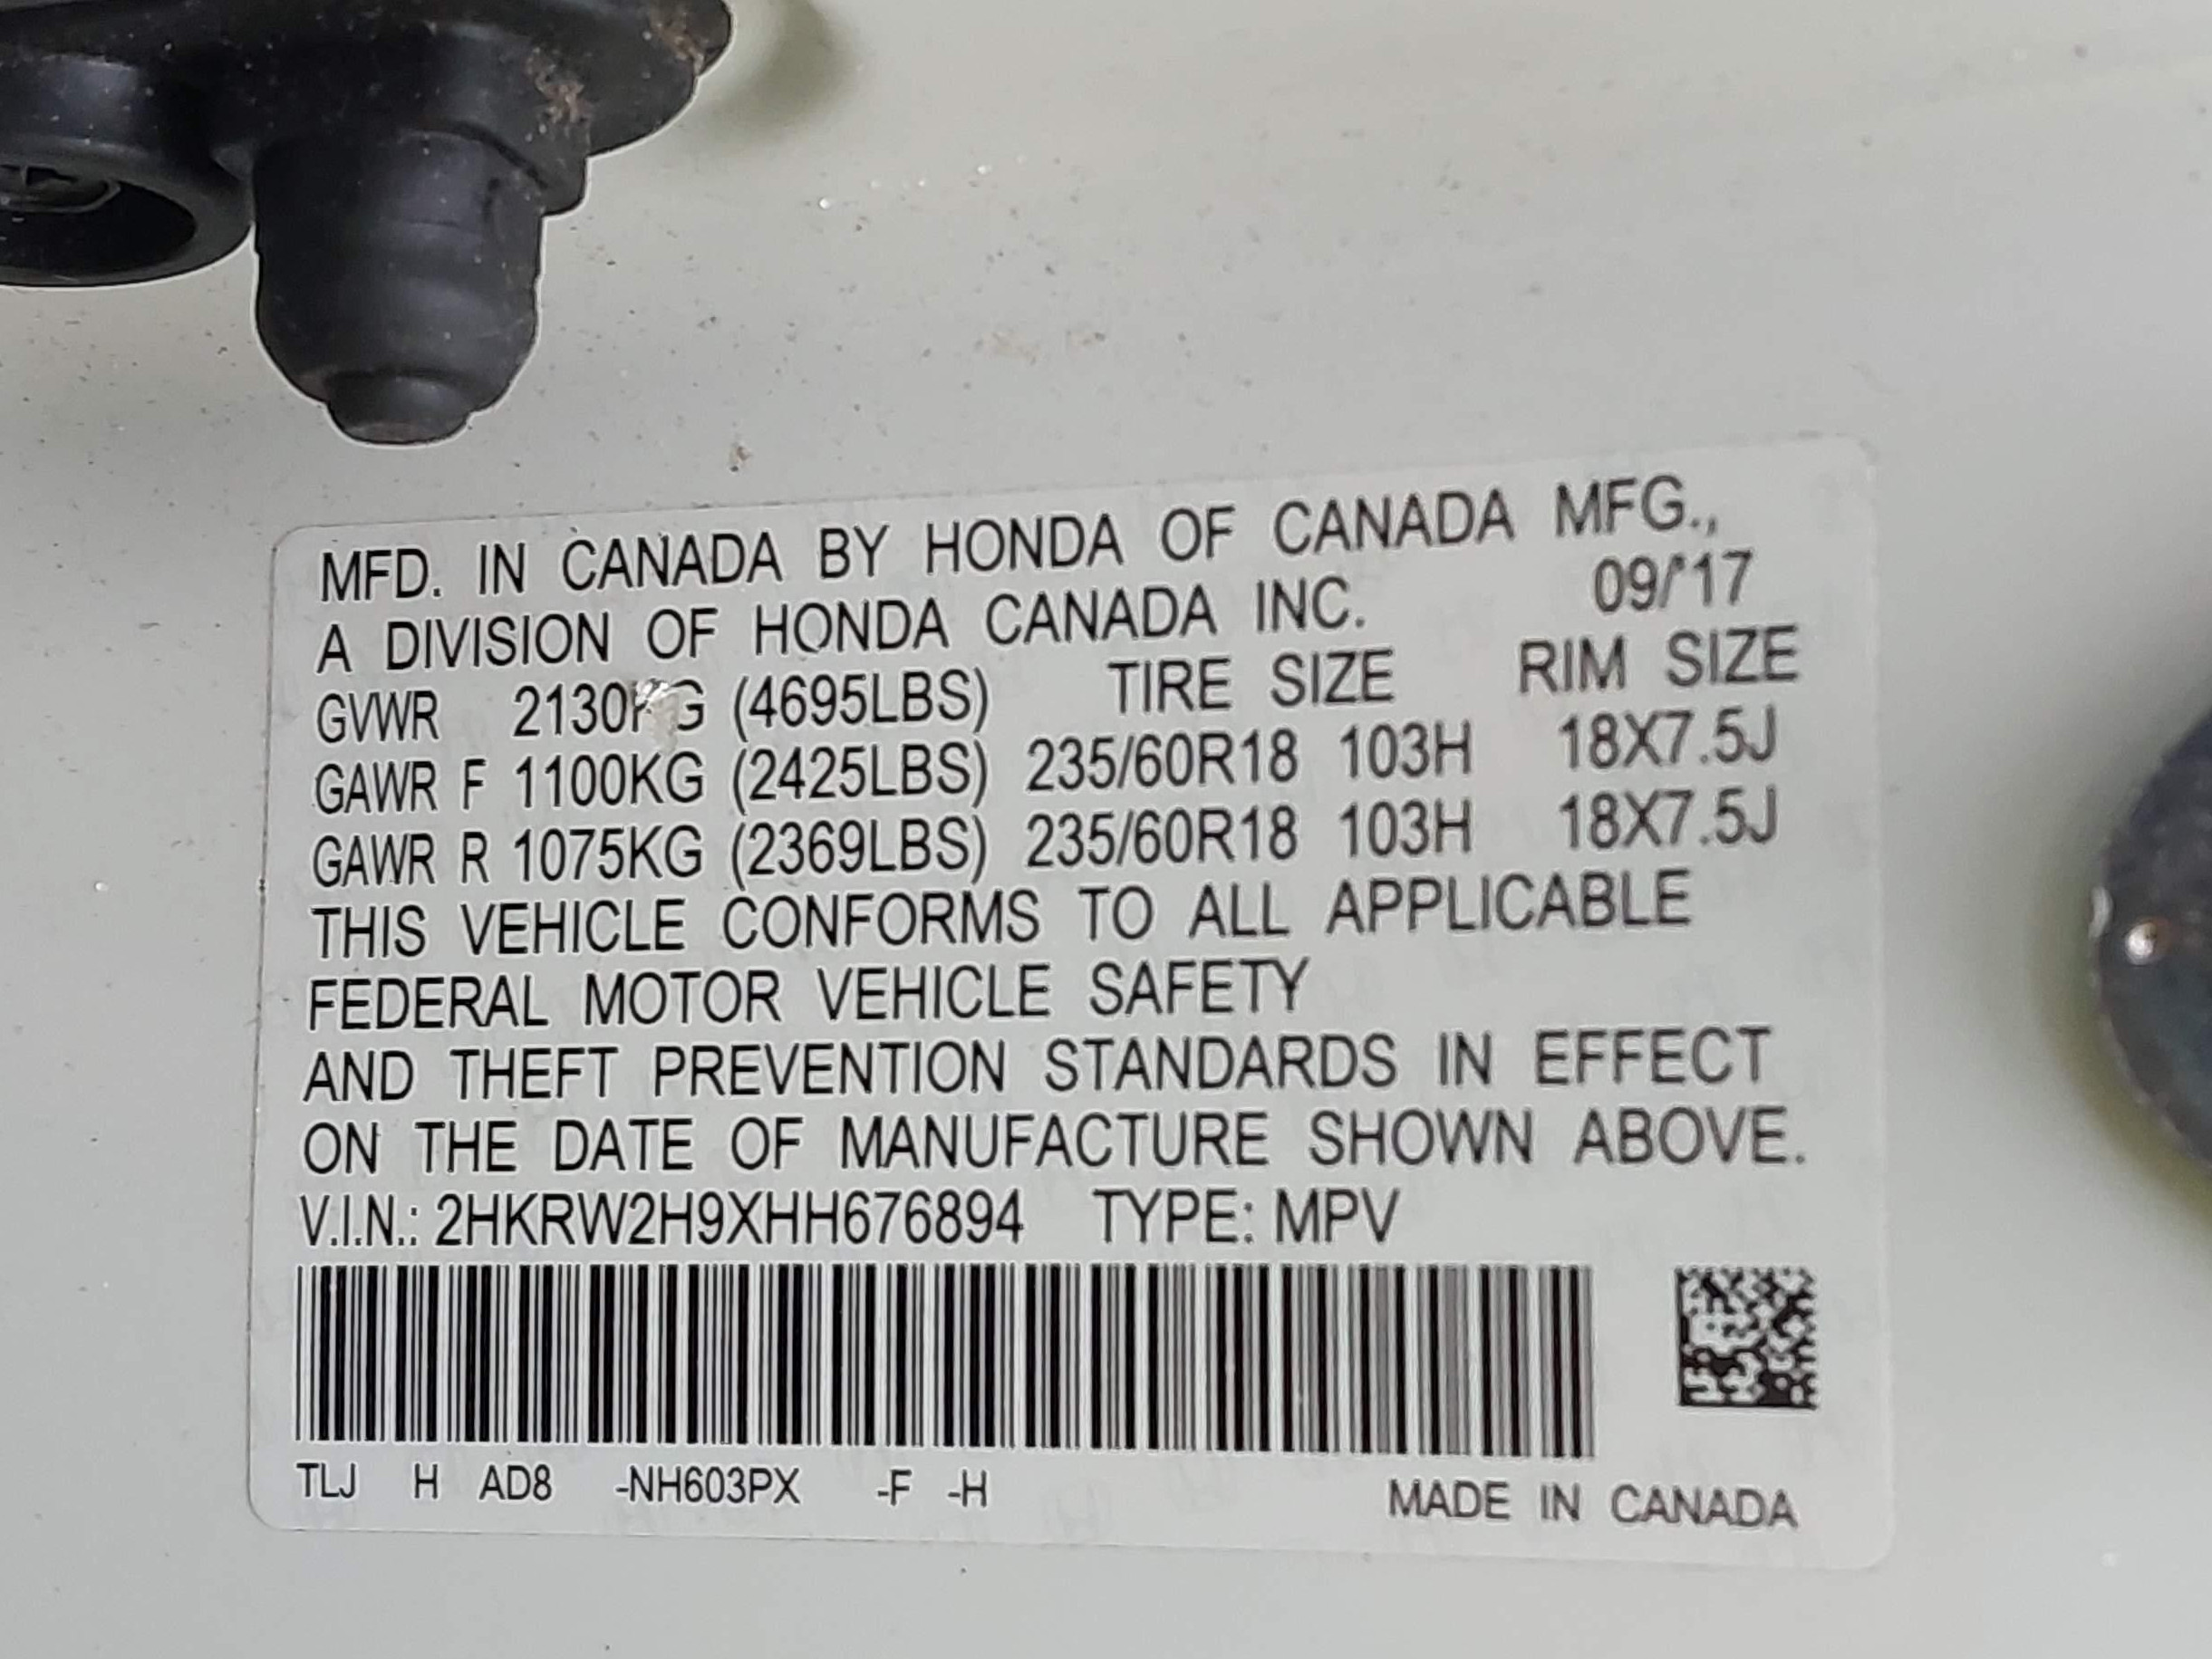 MFD. IN CANADA BY HONDA OF CANADA MFG.,
A DIVISION OF HONDA CANADA INC. 09/'17
GVWR 2130KG (4695LBS) TIRE SIZE RIM SIZE
GAWR F 1100KG (2425LBS) 235/60R18 103H 18X7.5J
GAWR R 1075KG (2369LBS) 235/60R18 103H 18X7.5J
THIS VEHICLE CONFORMS TO ALL APPLICABLE
FEDERAL MOTOR VEHICLE SAFETY
AND THEFT PREVENTION STANDARDS IN EFFECT
ON THE DATE OF MANUFACTURE SHOWN ABOVE.
V.I.N.: 2HKRW2H9XHH676894 TYPE: MPV
TLJ H AD8 -NH603PX -F -H MADE IN CANADA